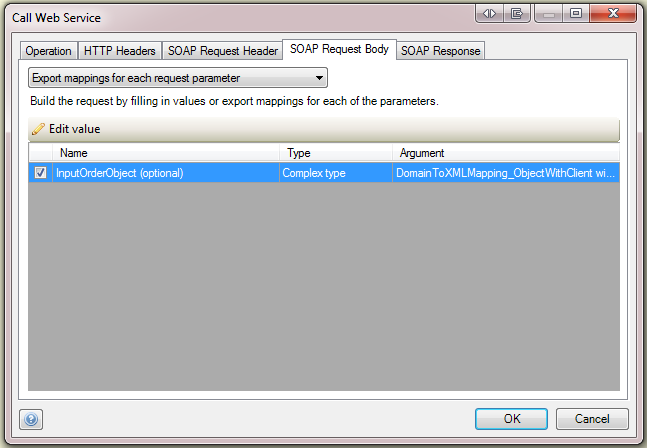 Call Web Service
Operation HTTP Headers SOAP Request Header SOAP Request Body SOAP Response
Export mappings for each request parameter
Build the request by filling in values or export mappings for each of the parameters.
Edit value
Name Type Argument
InputOrderObject (optional) Complex type DomainToXMLMapping_ObjectWithClient wi...
OK Cancel